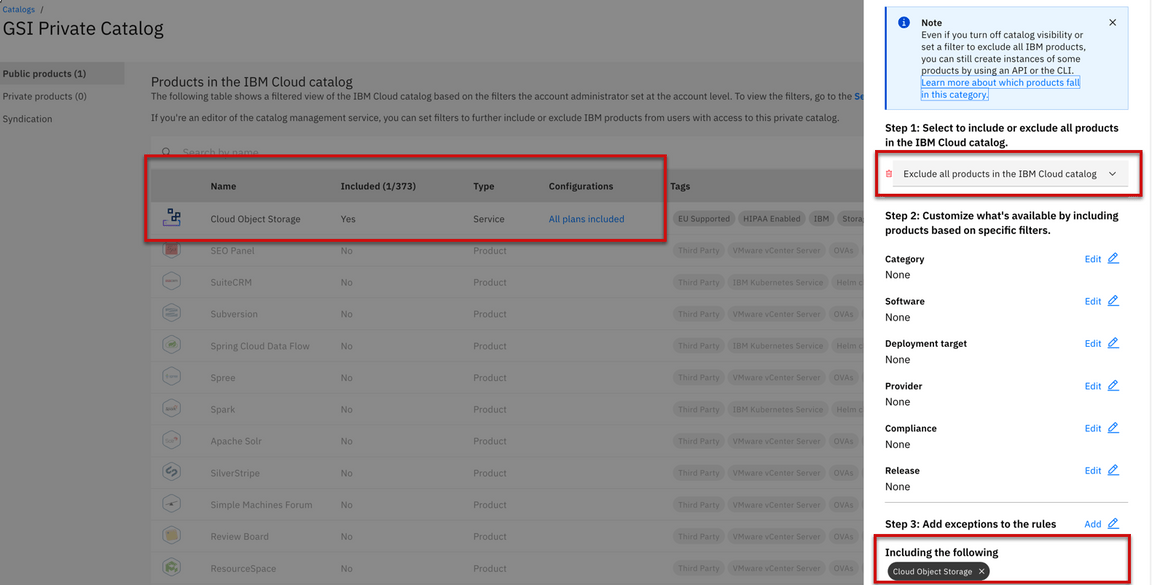 Catalogs /
GSI Private Catalog
Public products (1)
Private products (0)
Syndication
Products in the IBM Cloud catalog
The following table shows a filtered view of the IBM Cloud catalog based on the filters the account administrator set at the account level. To view the filters, go to the Se
If you're an editor of the catalog management service, you can set filters to further include or exclude IBM products from users with access to this private catalog.
Search by name
Name Included (1/373) Type Configurations Tags
Cloud Object Storage Yes Service All plans included EU Supported HIPAA Enabled IBM Stora
SEO Panel No Product Third Party VMware vCenter Server OVAs
SuiteCRM No Product Third Party IBM Kubernetes Service Helm c
Subversion No Product Third Party VMware vCenter Server OVAs
Spring Cloud Data Flow No Product Third Party IBM Kubernetes Service Helm c
Spree No Product Third Party VMware vCenter Server OVAs
Spark No Product Third Party IBM Kubernetes Service Helm c
Apache Solr No Product Third Party VMware vCenter Server OVAs
SilverStripe No Product Third Party VMware vCenter Server OVAs
Simple Machines Forum No Product Third Party VMware vCenter Server OVAs
Review Board No Product Third Party VMware vCenter Server OVAs
ResourceSpace No Product Third Party VMware vCenter Server OVAs
Note
Even if you turn off catalog visibility or
set a filter to exclude all IBM products,
you can still create instances of some
products by using an API or the CLI.
Learn more about which products fall
in this category.
Step 1: Select to include or exclude all products
in the IBM Cloud catalog.
Exclude all products in the IBM Cloud catalog
Step 2: Customize what's available by including
products based on specific filters.
Category Edit
None
Software Edit
None
Deployment target Edit
None
Provider Edit
None
Compliance Edit
None
Release Edit
None
Step 3: Add exceptions to the rules Add
Including the following
Cloud Object Storage